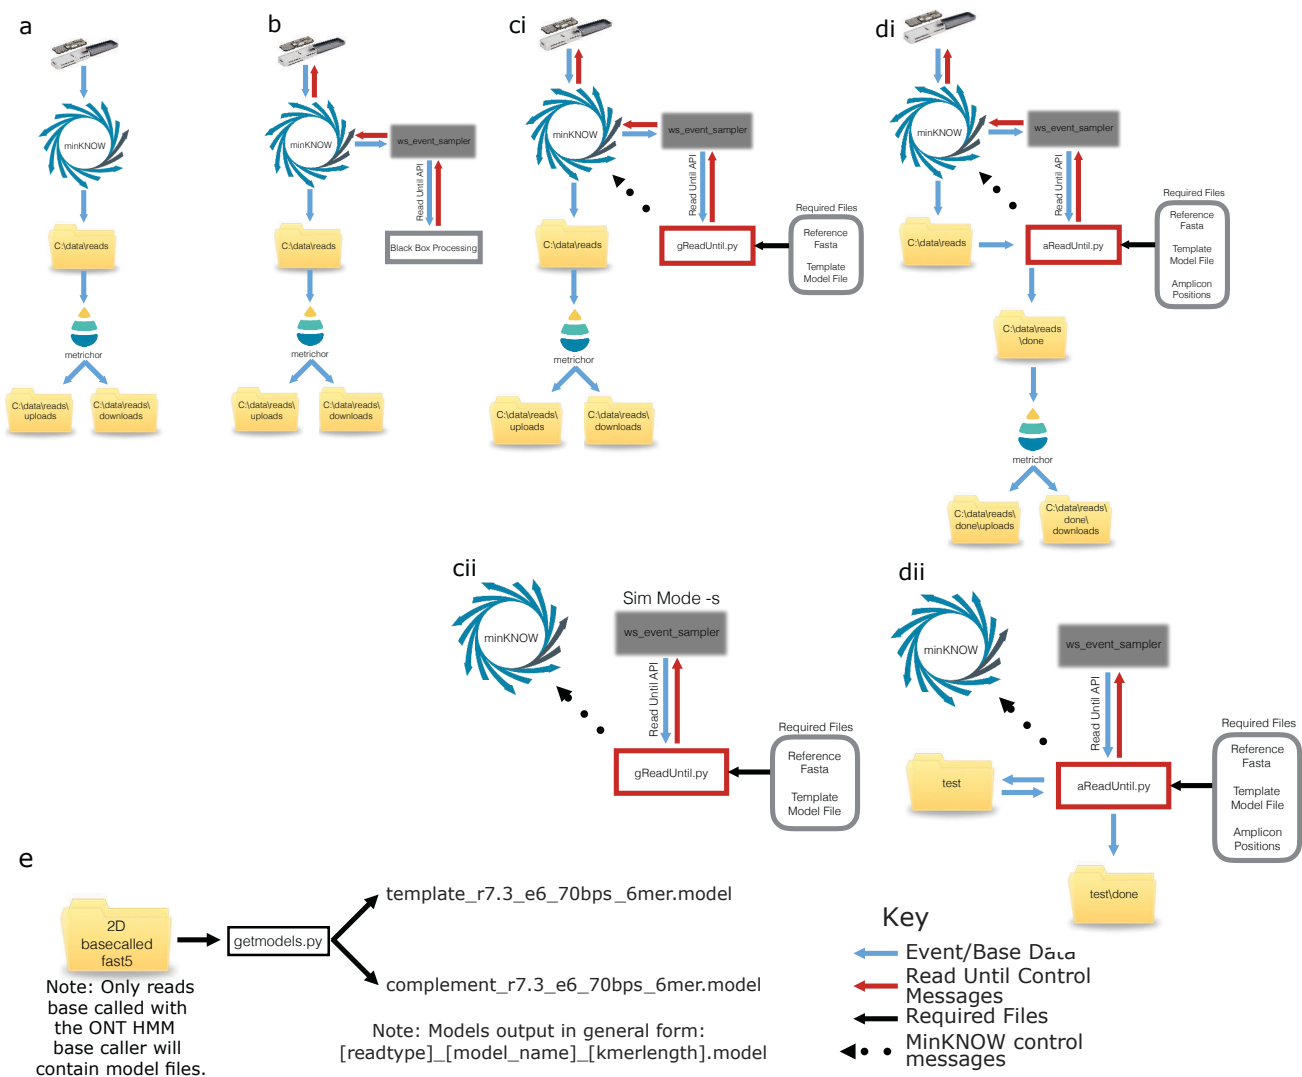 a
minKNOW
C:\data\reads
metrichor
C:\data\reads\
uploads
C:\data\reads\
downloads
b
minKNOW
ws_event_sampler
Read Until API
Black Box Processing
C:\data\reads
metrichor
C:\data\reads\
uploads
C:\data\reads\
downloads
ci
minKNOW
ws_event_sampler
Read Until API
gReadUntil.py
Required Files
Reference
Fasta
Template
Model File
C:\data\reads
metrichor
C:\data\reads\
uploads
C:\data\reads\
downloads
di
minKNOW
ws_event_sampler
Read Until API
C:\data\reads
aReadUntil.py
Required Files
Reference
Fasta
Template
Model File
Amplicon
Positions
C:\data\reads
\done
metrichor
C:\data\reads\
done\uploads
C:\data\reads\
done\
downloads
cii
minKNOW
Sim Mode -s
ws_event_sampler
Read Until API
gReadUntil.py
Required Files
Reference
Fasta
Template
Model File
dii
minKNOW
ws_event_sampler
Read Until API
test
aReadUntil.py
Required Files
Reference
Fasta
Template
Model File
Amplicon
Positions
test\done
e
2D
basecalled
fast5
Note: Only reads
base called with
the ONT HMM
base caller will
contain model files.
getmodels.py
template_r7.3_e6_70bps_6mer.model
complement_r7.3_e6_70bps_6mer.model
Note: Models output in general form:
[readtype]_[model_name]_[kmerlength].model
Key
Event/Base Data
Read Until Control
Messages
Required Files
MinKNOW control
messages